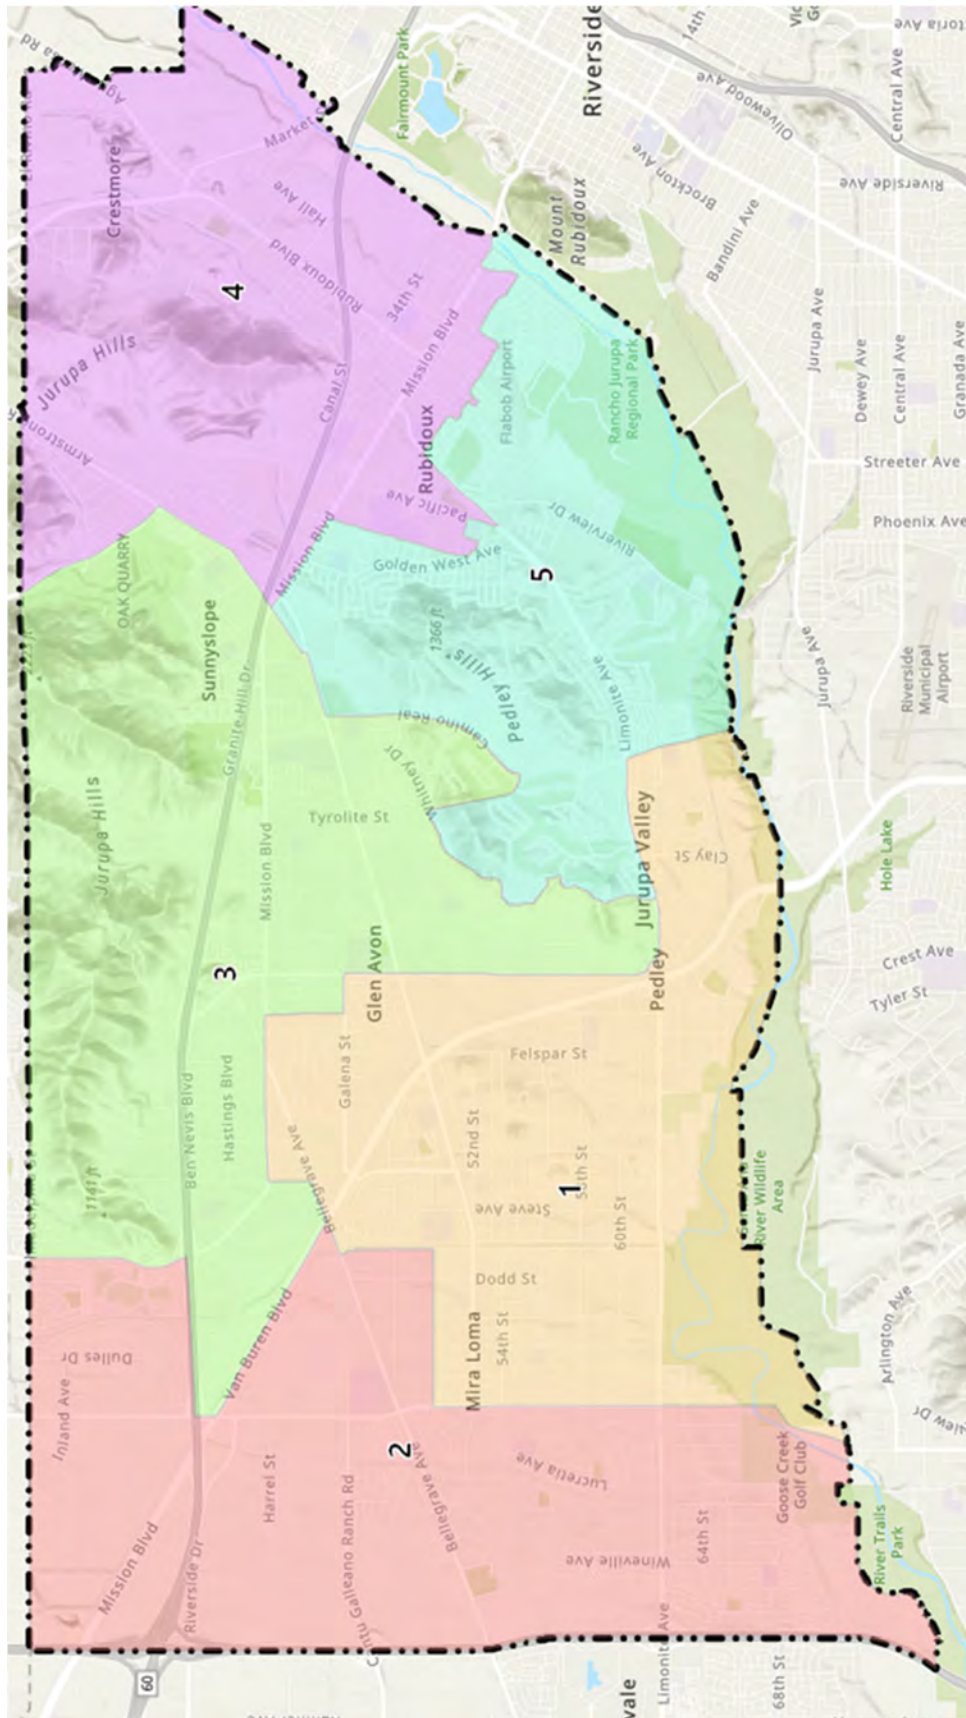 Crestmore
Market
Fairmount Park
Riverside
14th
Olivewood Ave
Central Ave
Riverside Ave
Brockton Ave
Mount
Rubidoux
Bandini Ave
Hall Ave
Rubidoux Blvd
4
34th St
Mission Blvd
Canal St
Jurupa Hills
Rubidoux
Pacific Ave
Flabob Airport
Rancho Jurupa
Regional Park
Jurupa Ave
Dewey Ave
Central Ave
Granada Ave
Streeter Ave
Phoenix Ave
Riverview Dr
Golden West Ave
5
Mission Blvd
OAK QUARRY
Sunnyslope
1366 ft
Pedley Hills
Limonite Ave
Jurupa Ave
Riverside
Municipal
Airport
Granite Hill Dr
Camino Real
Whitney Dr
Tyrolite St
Jurupa Hills
Mission Blvd
Jurupa Valley
Clay St
Hole Lake
3
Glen Avon
Pedley
Crest Ave
Tyler St
Ben Nevis Blvd
Hastings Blvd
Galena St
Felspar St
52nd St
1
Steve Ave
60th St
River Wildlife
Area
1141 ft
Bellegrave Ave
Dodd St
54th St
Mira Loma
Van Buren Blvd
Dulles Dr
Inland Ave
Arlington Ave
2
Harrel St
Bellegrave Ave
Lucretia Ave
Goose Creek
Golf Club
Galleano Ranch Rd
64th St
Wineville Ave
River Trails
Park
Mission Blvd
Riverside Dr
60
Limonite Ave
68th St
vale